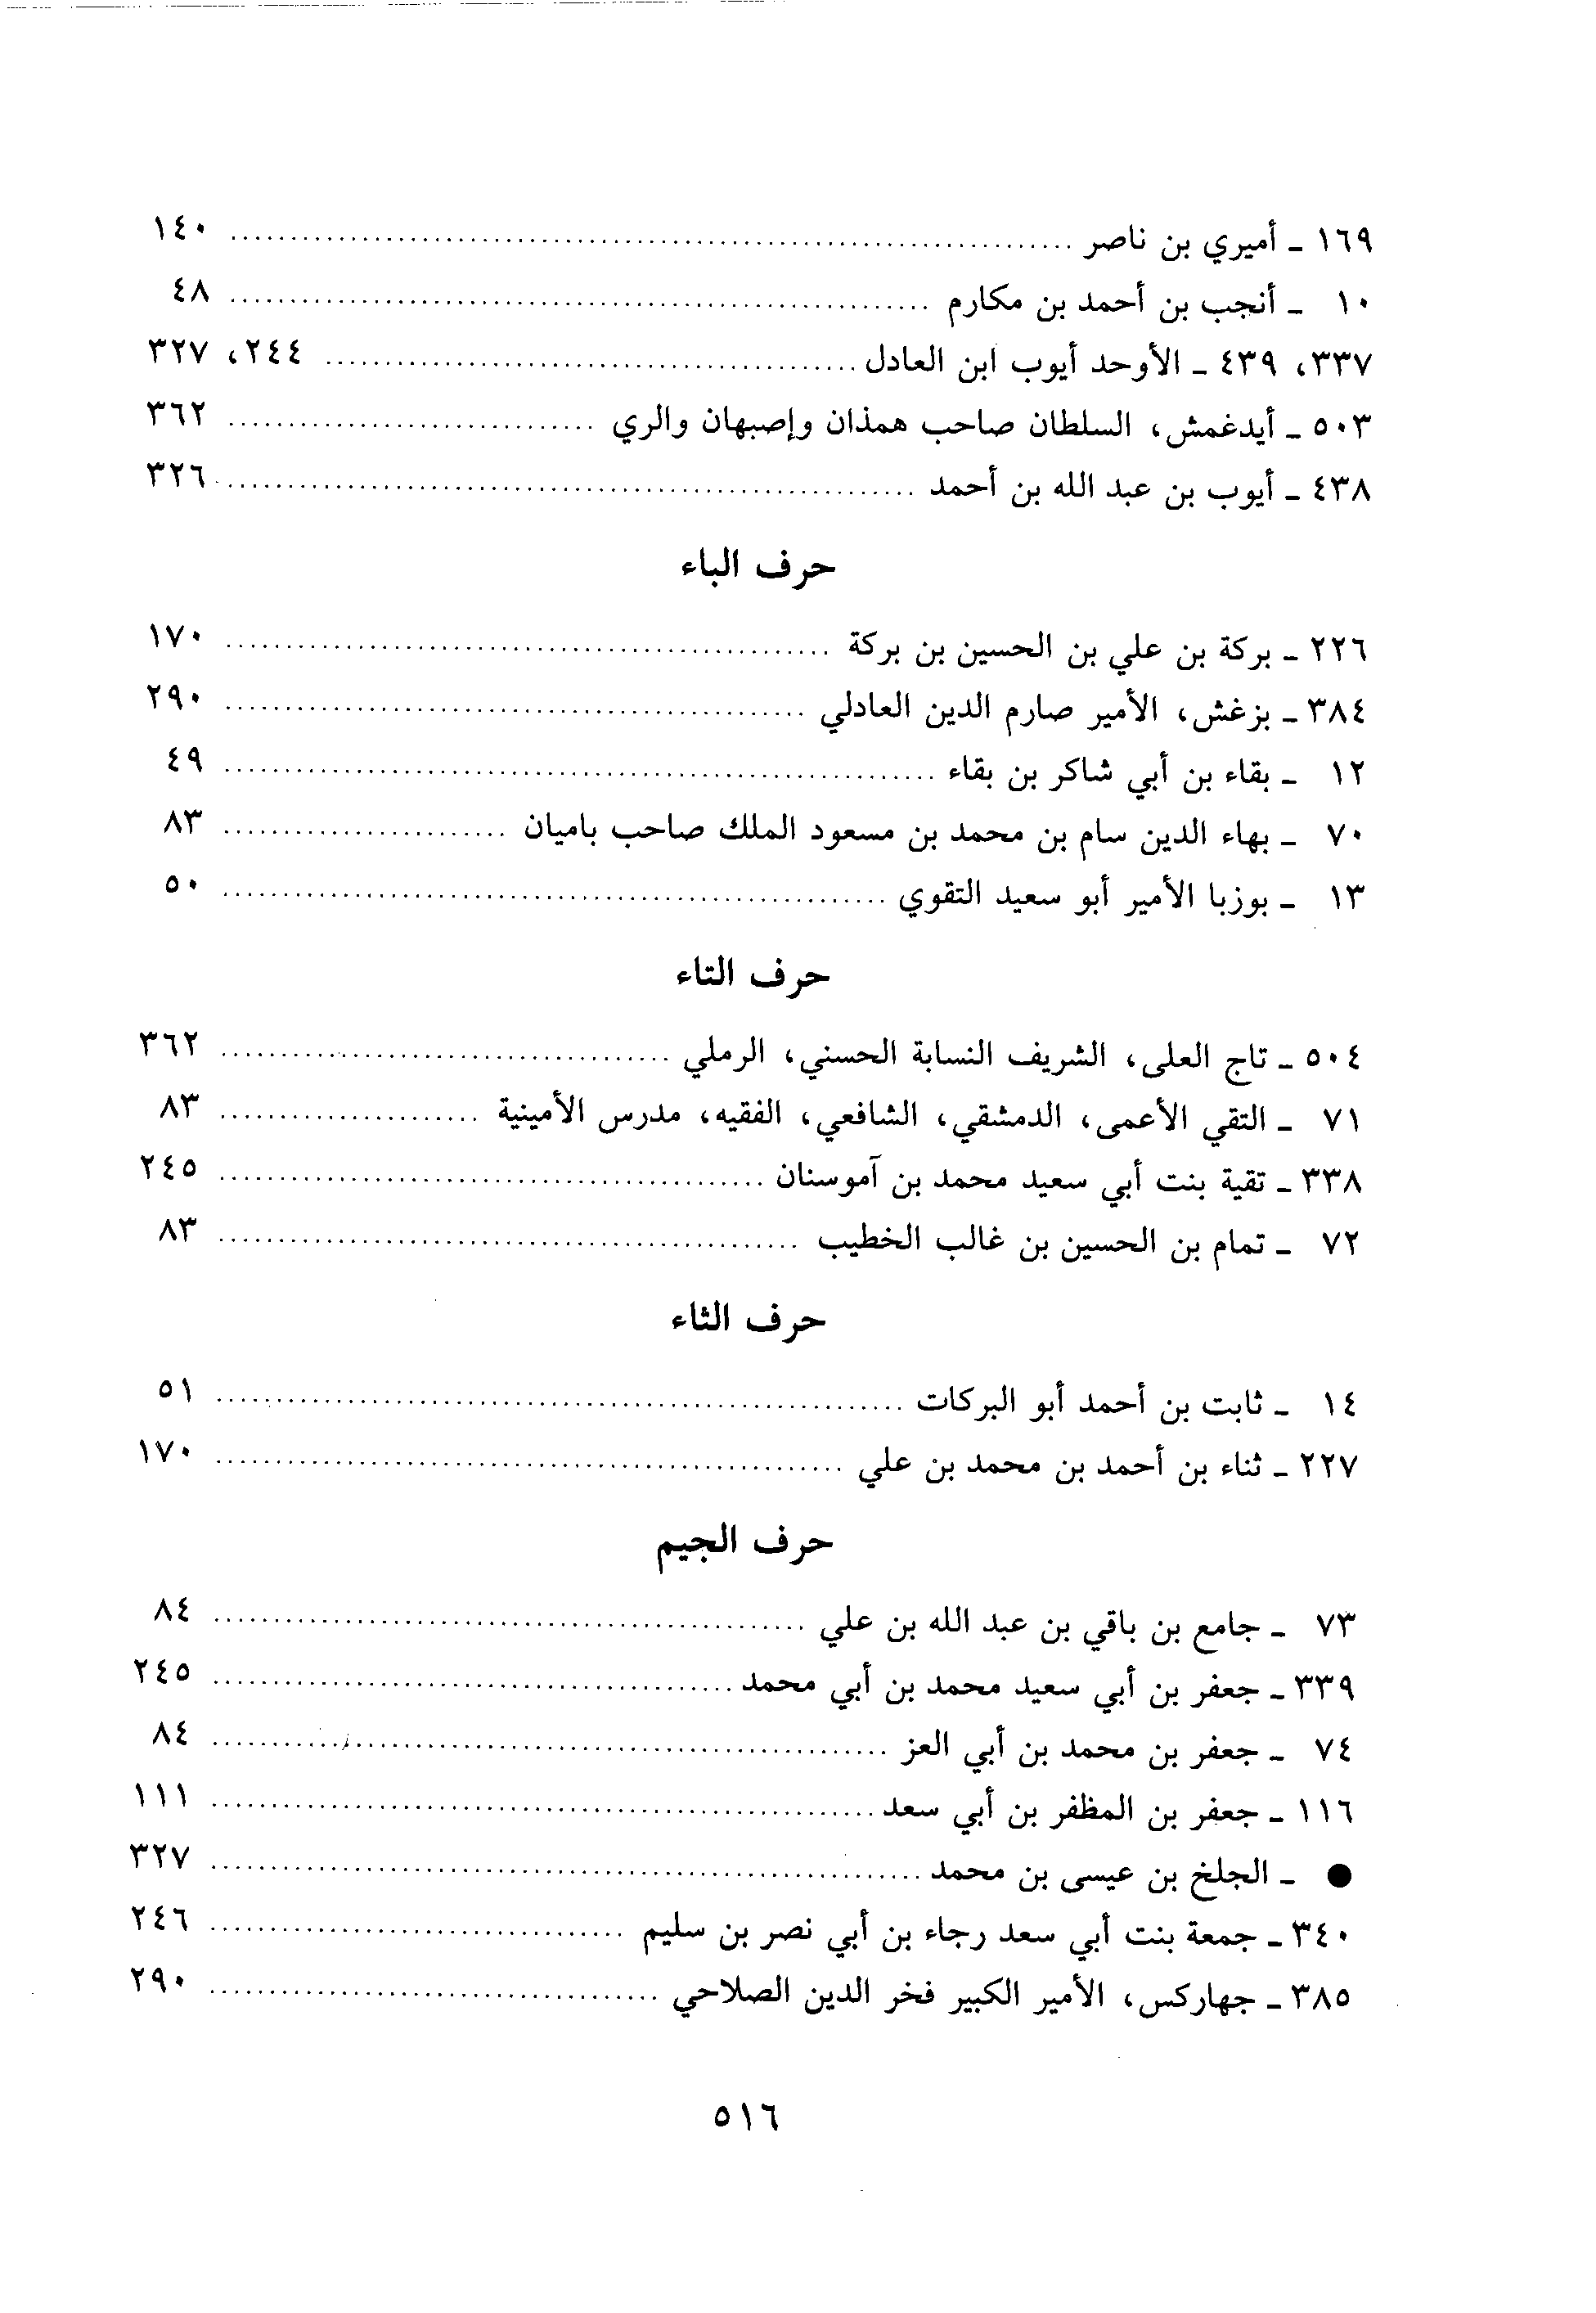 ١٦٩ ـ أميري بن ناصر ........ ١٤٠
١٠ ـ أنجب بن أحمد بن مكارم ........ ٤٨
٣٣٧، ٤٣٩ ـ الأوحد أيوب ابن العادل ........ ٢٤٤، ٣٢٧
٥٠٣ ـ أيدغمش، السلطان صاحب همذان وإصبهان والري ........ ٣٦٢
٤٣٨ ـ أيوب بن عبد الله بن أحمد ........ ٣٢٦
حرف الباء
٢٢٦ ـ بركة بن علي بن الحسين بن بركة ........ ١٧٠
٣٨٤ ـ بزغش، الأمير صارم الدين العادلي ........ ٢٩٠
١٢ ـ بقاء بن أبي شاكر بن بقاء ........ ٤٩
٧٠ ـ بهاء الدين سام بن محمد بن مسعود الملك صاحب باميان ........ ٨٣
١٣ ـ بوزبا الأمير أبو سعيد التقوي ........ ٥٠
حرف التاء
٥٠٤ ـ تاج العلى، الشريف النسابة الحسني، الرملي ........ ٣٦٢
٧١ ـ التقي الأعمى، الدمشقي، الشافعي، الفقيه، مدرس الأمينية ........ ٨٣
٣٣٨ ـ تقية بنت أبي سعيد محمد بن آموسنان ........ ٢٤٥
٧٢ ـ تمام بن الحسين بن غالب الخطيب ........ ٨٣
حرف الثاء
١٤ ـ ثابت بن أحمد أبو البركات ........ ٥١
٢٢٧ ـ ثناء بن أحمد بن محمد بن علي ........ ١٧٠
حرف الجيم
٧٣ ـ جامع بن باقي بن عبد الله بن علي ........ ٨٤
٣٣٩ ـ جعفر بن أبي سعيد محمد بن أبي محمد ........ ٢٤٥
٧٤ ـ جعفر بن محمد بن أبي العز ........ ٨٤
١١٦ ـ جعفر بن المظفر بن أبي سعد ........ ١١١
● ـ الجلخ بن عيسى بن محمد ........ ٣٢٧
٣٤٠ ـ جمعة بنت أبي سعد رجاء بن أبي نصر بن سليم ........ ٢٤٦
٣٨٥ ـ جهاركس، الأمير الكبير فخر الدين الصلاحي ........ ٢٩٠
٥١٦